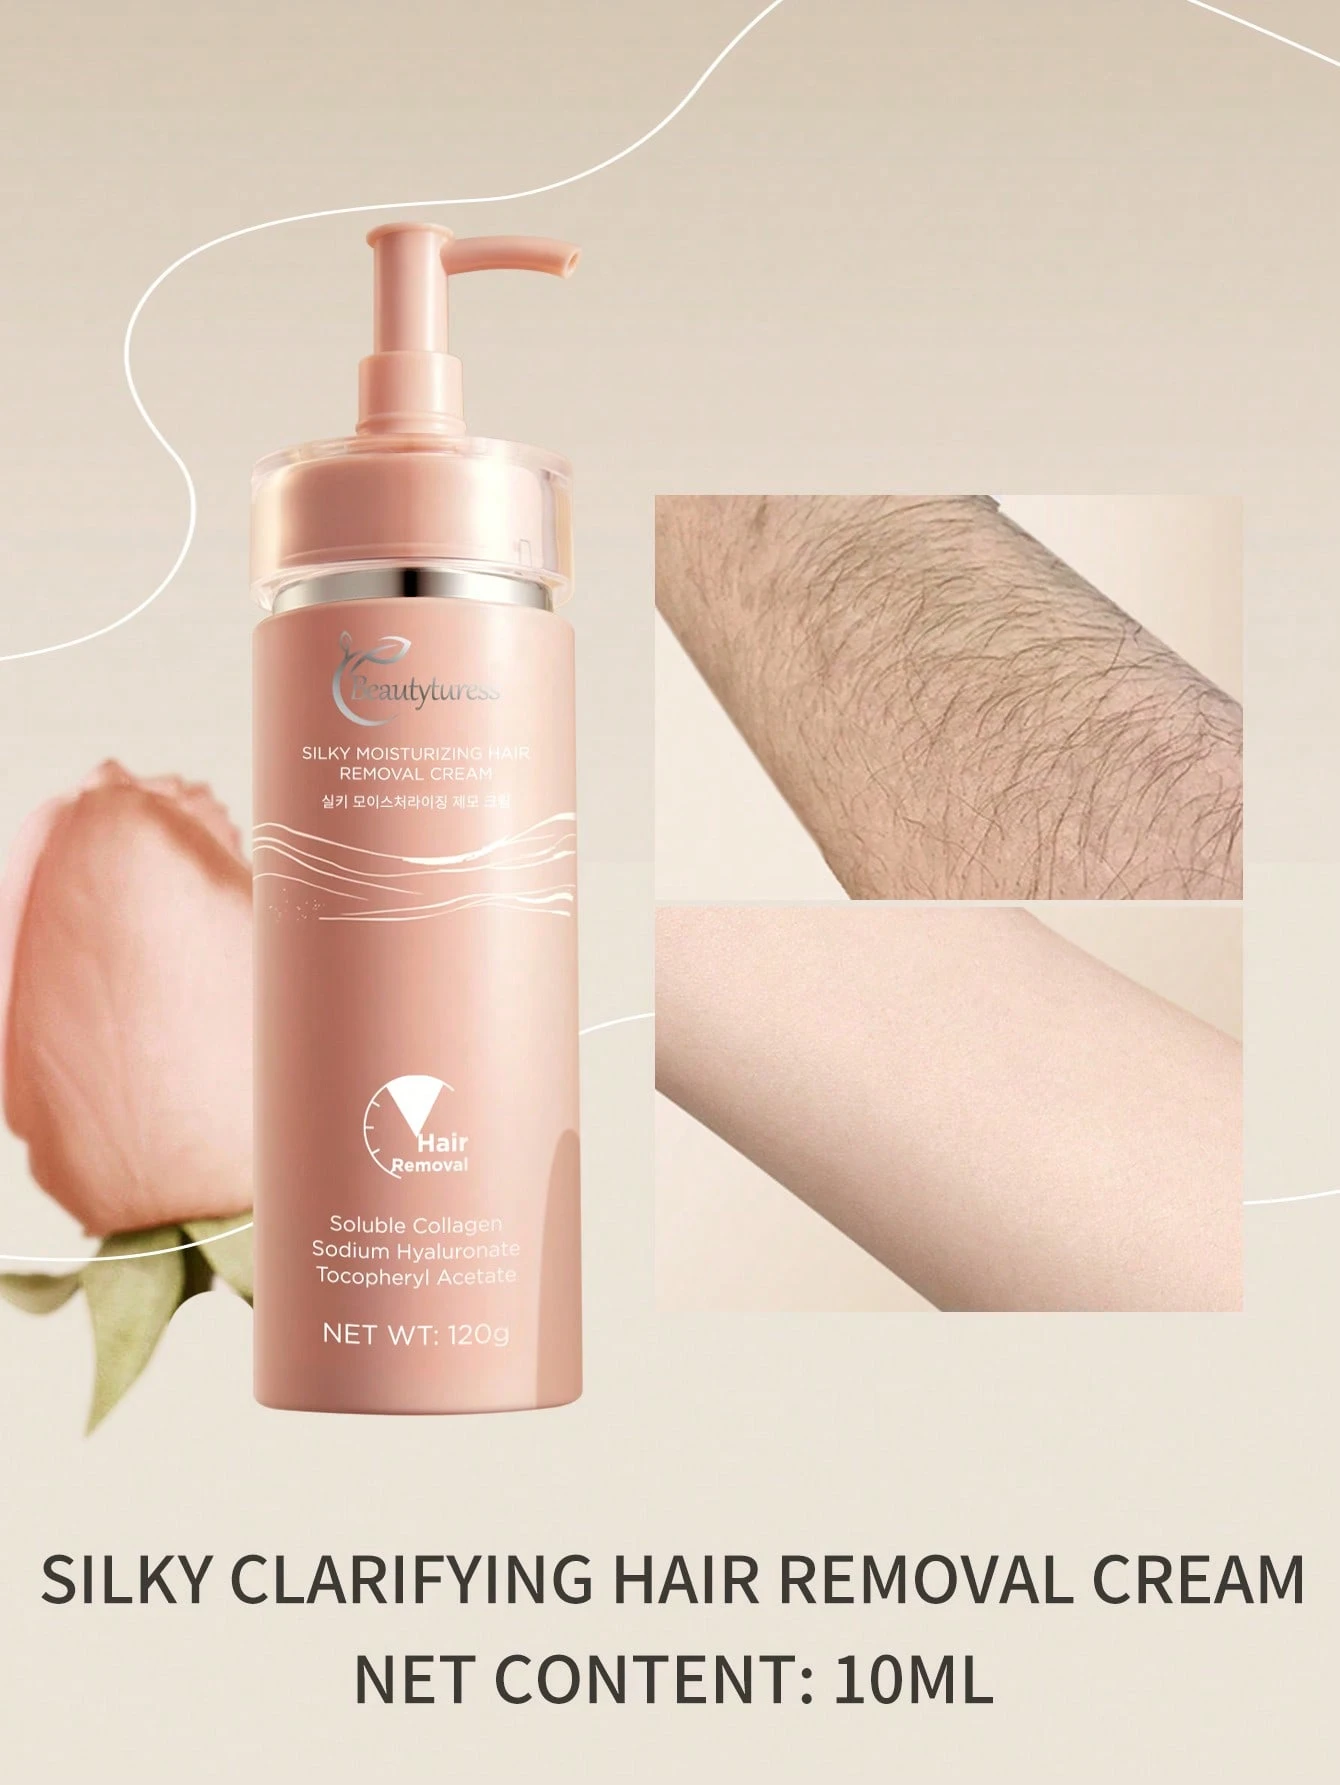 Beautyturess
SILKY MOISTURIZING HAIR
REMOVAL CREAM
실키 모이스처라이징 제모 크림
Hair
Removal
Soluble Collagen
Sodium Hyaluronate
Tocopheryl Acetate
NET WT: 120g
SILKY CLARIFYING HAIR REMOVAL CREAM
NET CONTENT: 10ML